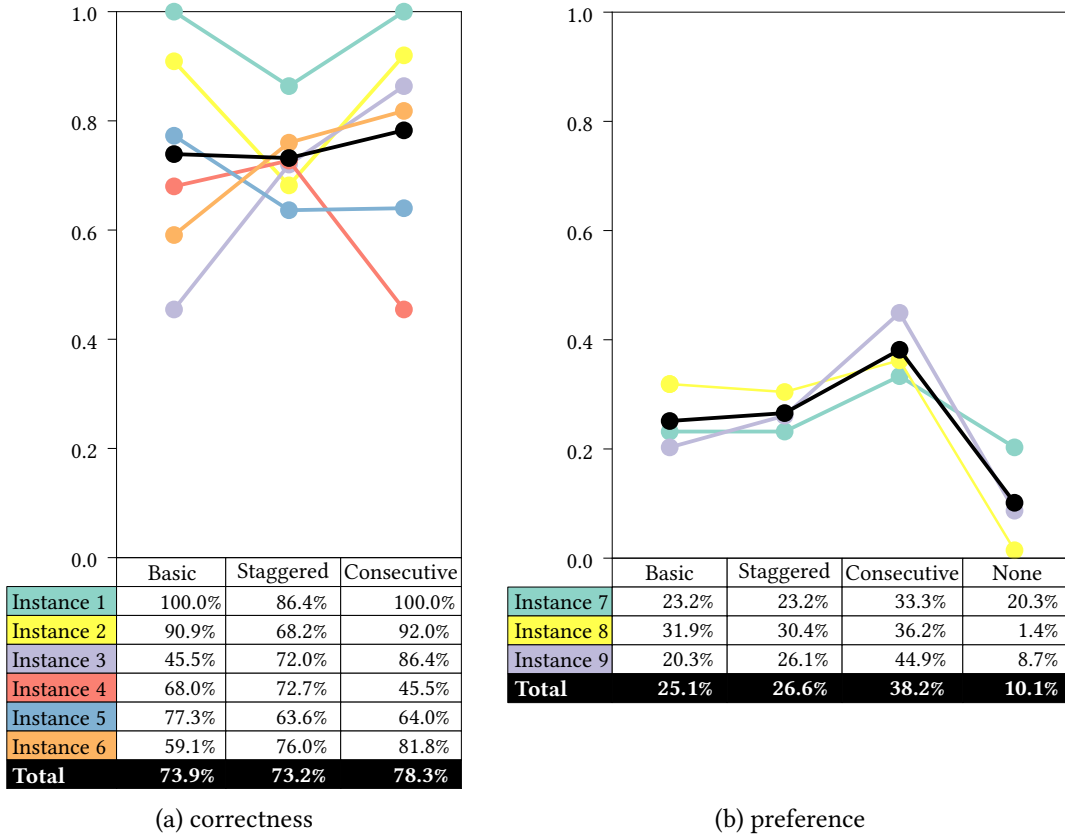 1.0
0.8
0.6
0.4
0.2
0.0
Basic Staggered Consecutive
Instance 1 100.0% 86.4% 100.0%
Instance 2 90.9% 68.2% 92.0%
Instance 3 45.5% 72.0% 86.4%
Instance 4 68.0% 72.7% 45.5%
Instance 5 77.3% 63.6% 64.0%
Instance 6 59.1% 76.0% 81.8%
Total 73.9% 73.2% 78.3%
(a) correctness
1.0
0.8
0.6
0.4
0.2
0.0
Basic Staggered Consecutive None
Instance 7 23.2% 23.2% 33.3% 20.3%
Instance 8 31.9% 30.4% 36.2% 1.4%
Instance 9 20.3% 26.1% 44.9% 8.7%
Total 25.1% 26.6% 38.2% 10.1%
(b) preference